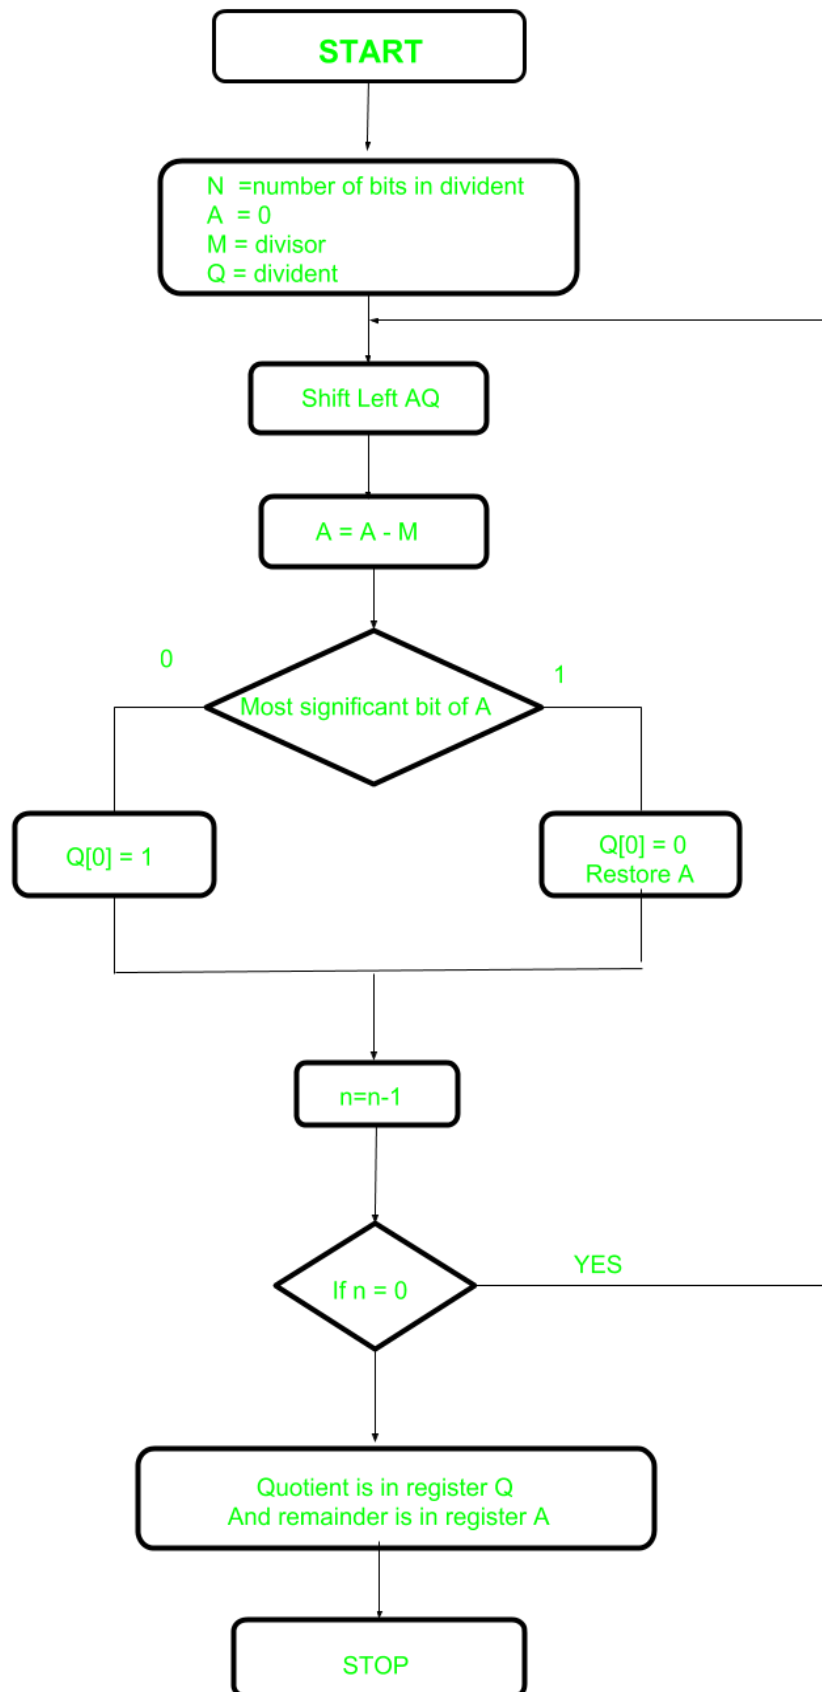 START
N =number of bits in divident
A = 0
M = divisor
Q = divident
Shift Left AQ
A = A - M
0
1
Most significant bit of A
Q[0] = 1
Q[0] = 0
Restore A
n=n-1
YES
If n = 0
Quotient is in register Q
And remainder is in register A
STOP